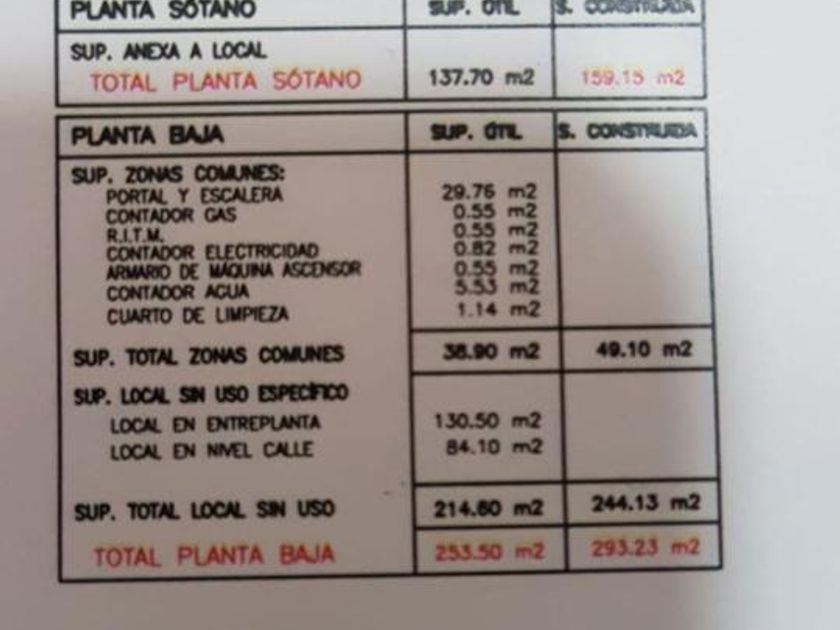 PLANTA SÓTANO SUP. ÚTIL S. CONSTRUIDA
SUP. ANEXA A LOCAL
TOTAL PLANTA SÓTANO 137.70 m2 159.15 m2
PLANTA BAJA SUP. ÚTIL S. CONSTRUIDA
SUP. ZONAS COMUNES:
PORTAL Y ESCALERA 29.76 m2
CONTADOR GAS 0.55 m2
R.I.T.M. 0.55 m2
CONTADOR ELECTRICIDAD 0.82 m2
ARMARIO DE MÁQUINA ASCENSOR 0.55 m2
CONTADOR AGUA 5.53 m2
CUARTO DE LIMPIEZA 1.14 m2
SUP. TOTAL ZONAS COMUNES 38.90 m2 49.10 m2
SUP. LOCAL SIN USO ESPECÍFICO
LOCAL EN ENTREPLANTA 130.50 m2
LOCAL EN NIVEL CALLE 84.10 m2
SUP. TOTAL LOCAL SIN USO 214.60 m2 244.13 m2
TOTAL PLANTA BAJA 253.50 m2 293.23 m2